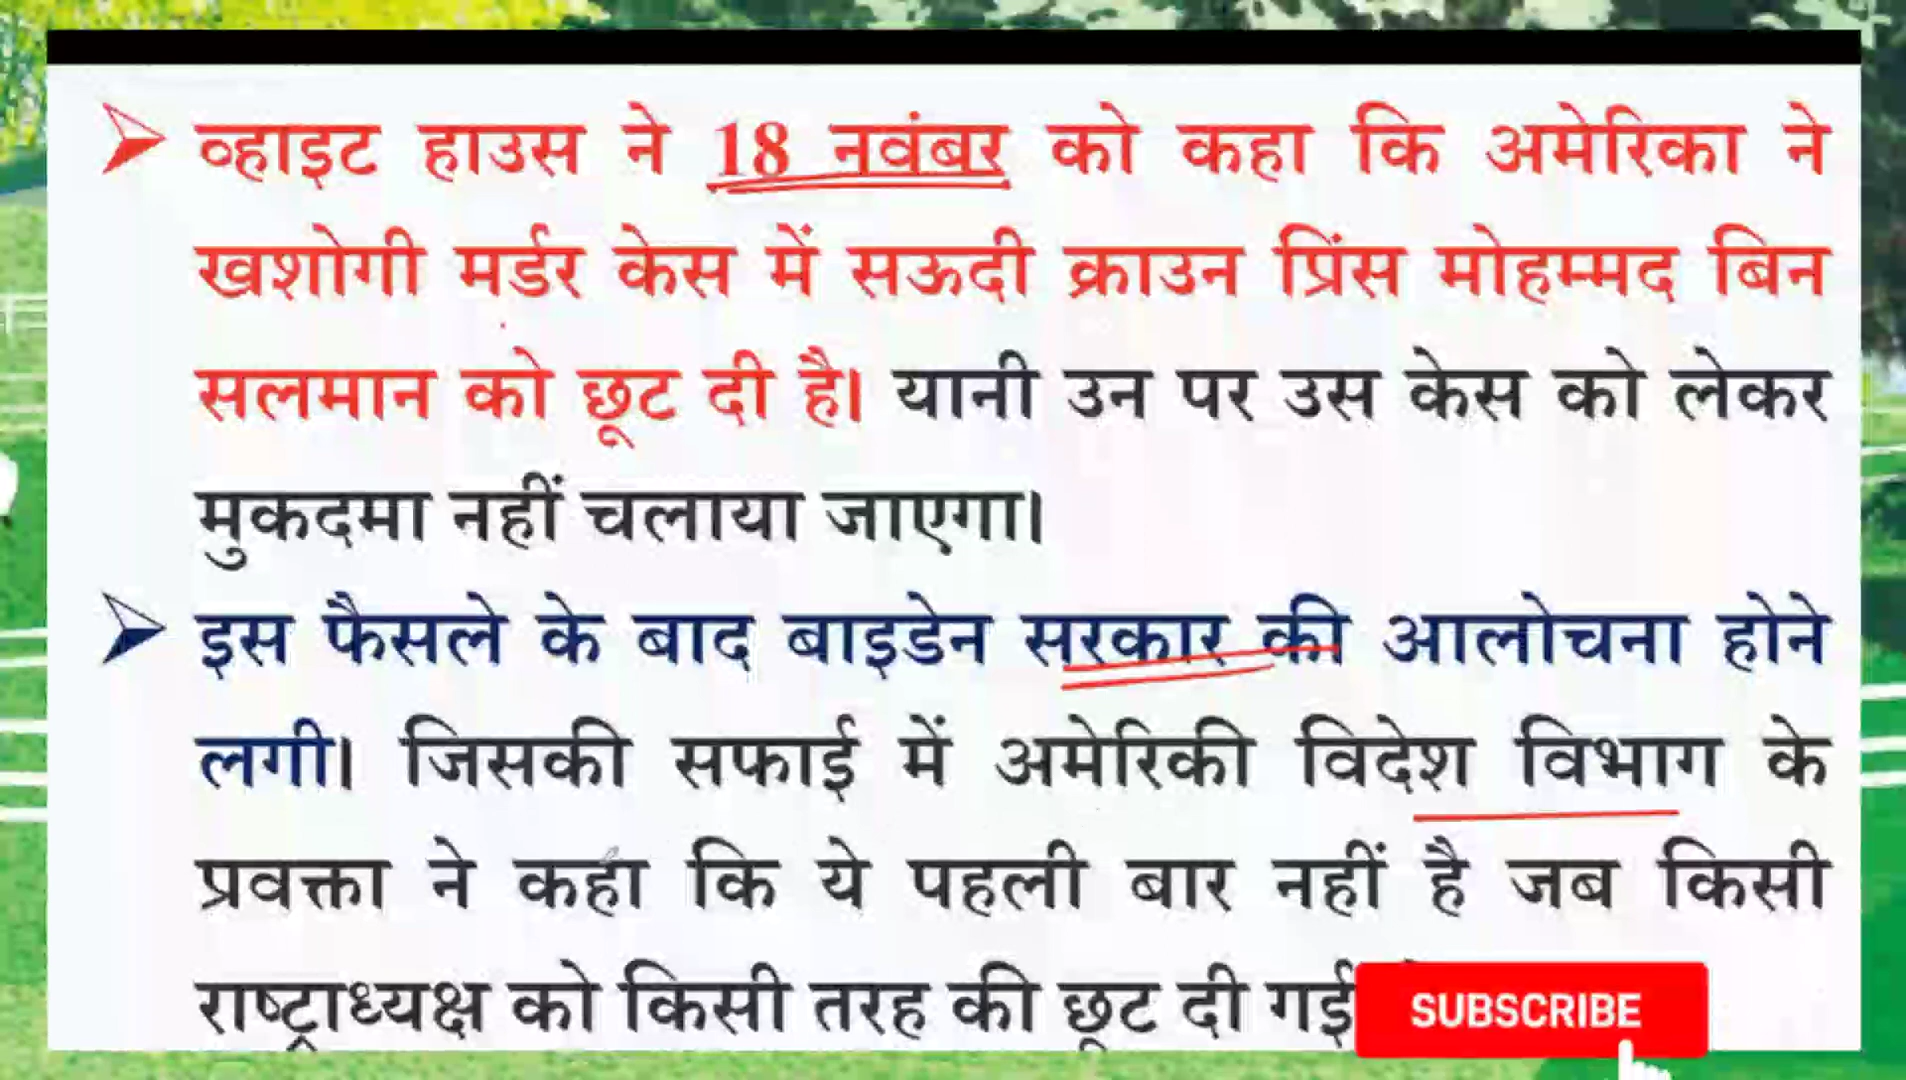 व्हाइट हाउस ने 18 नवंबर को कहा कि अमेरिका ने
खशोगी मर्डर केस में सऊदी क्राउन प्रिंस मोहम्मद बिन
सलमान को छूट दी है। यानी उन पर उस केस को लेकर
मुकदमा नहीं चलाया जाएगा।
इस फैसले के बाद बाइडेन सरकार की आलोचना होने
लगी। जिसकी सफाई में अमेरिकी विदेश विभाग के
प्रवक्ता ने कहा कि ये पहली बार नहीं है जब किसी
राष्ट्राध्यक्ष को किसी तरह की छूट दी गई
SUBSCRIBE